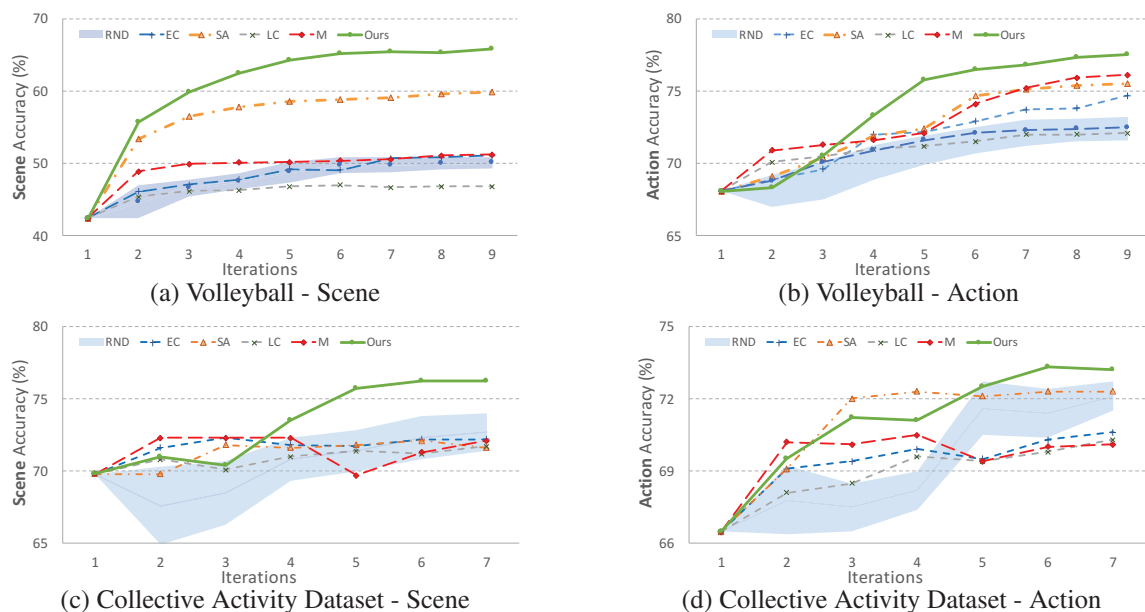 70
RND EC SA LC M Ours
60
50
40
Scene Accuracy (%)
1 2 3 4 5 6 7 8 9
Iterations
(a) Volleyball - Scene
80
RND EC SA LC M Ours
75
70
65
Action Accuracy (%)
1 2 3 4 5 6 7 8 9
Iterations
(b) Volleyball - Action
80
RND EC SA LC M Ours
75
70
65
Scene Accuracy (%)
1 2 3 4 5 6 7
Iterations
(c) Collective Activity Dataset - Scene
75
RND EC SA LC M Ours
72
69
66
Action Accuracy (%)
1 2 3 4 5 6 7
Iterations
(d) Collective Activity Dataset - Action